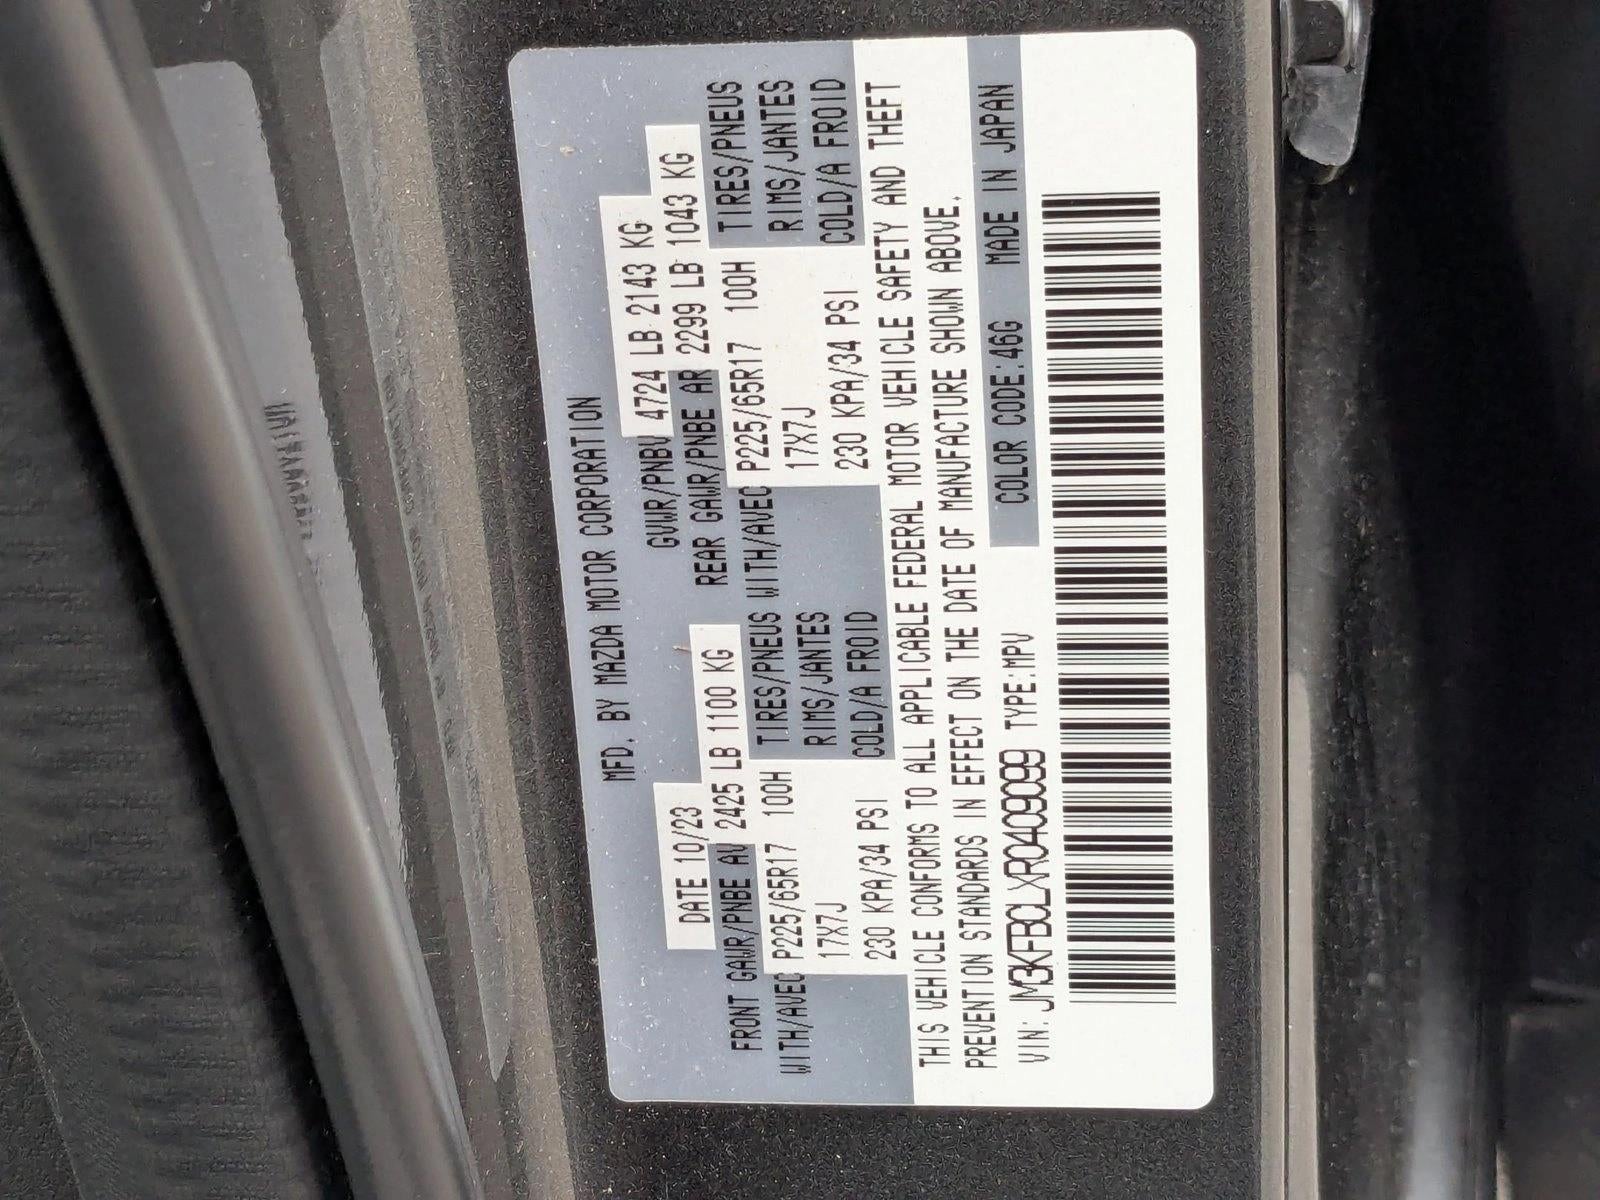 MFD. BY MAZDA MOTOR CORPORATION
DATE 10/23 GVWR/PNBV 4724 LB 2143 KG
FRONT GAWR/PNBE AV 2425 LB 1100 KG REAR GAWR/PNBE AR 2299 LB 1043 KG
WITH/AVEC P225/65R17 100H TIRES/PNEUS WITH/AVEC P225/65R17 100H TIRES/PNEUS
17X7J RIMS/JANTES 17X7J RIMS/JANTES
230 KPA/34 PSI COLD/A FROID 230 KPA/34 PSI COLD/A FROID
THIS VEHICLE CONFORMS TO ALL APPLICABLE FEDERAL MOTOR VEHICLE SAFETY AND THEFT
PREVENTION STANDARDS IN EFFECT ON THE DATE OF MANUFACTURE SHOWN ABOVE.
VIN: JM3KFBCLXR0409099 TYPE:MPV COLOR CODE:46G MADE IN JAPAN